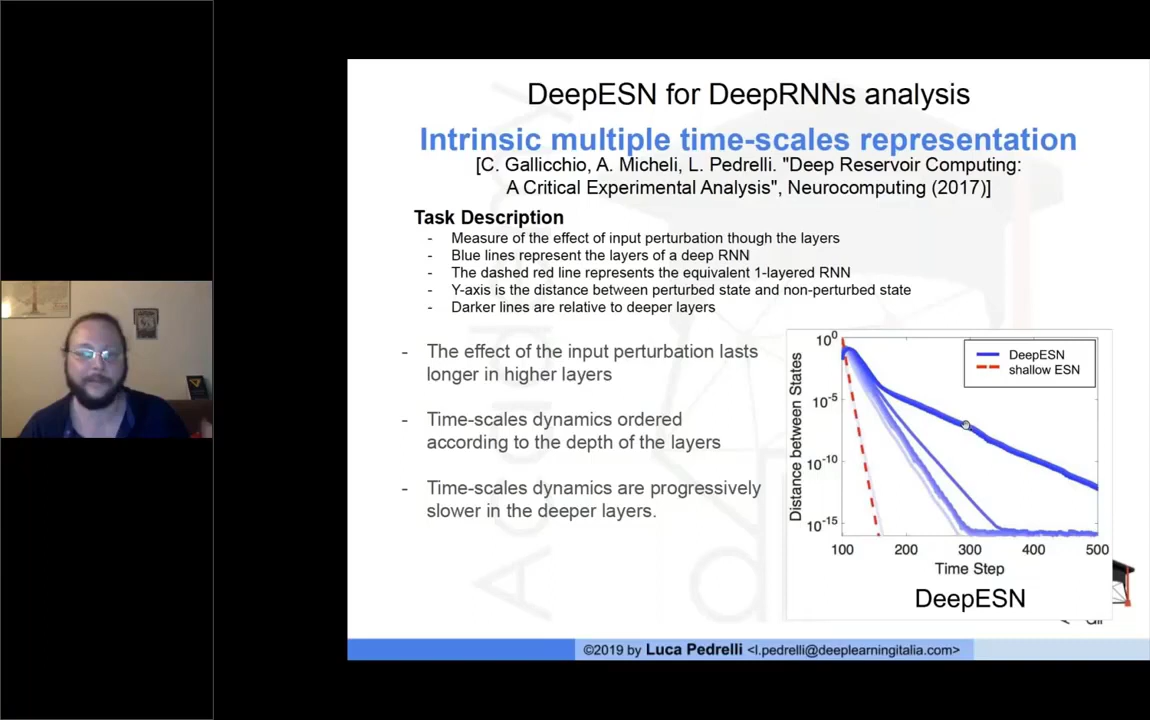 DeepESN for DeepRNNs analysis
Intrinsic multiple time-scales representation
[C. Gallicchio, A. Micheli, L. Pedrelli. "Deep Reservoir Computing:
A Critical Experimental Analysis", Neurocomputing (2017)]
Task Description
- Measure of the effect of input perturbation though the layers
- Blue lines represent the layers of a deep RNN
- The dashed red line represents the equivalent 1-layered RNN
- Y-axis is the distance between perturbed state and non-perturbed state
- Darker lines are relative to deeper layers
- The effect of the input perturbation lasts
longer in higher layers
- Time-scales dynamics ordered
according to the depth of the layers
- Time-scales dynamics are progressively
slower in the deeper layers.
Distance between States
10^0
10^-5
10^-10
10^-15
DeepESN
shallow ESN
100 200 300 400 500
Time Step
DeepESN
©2019 by Luca Pedrelli <l.pedrelli@deeplearningitalia.com>